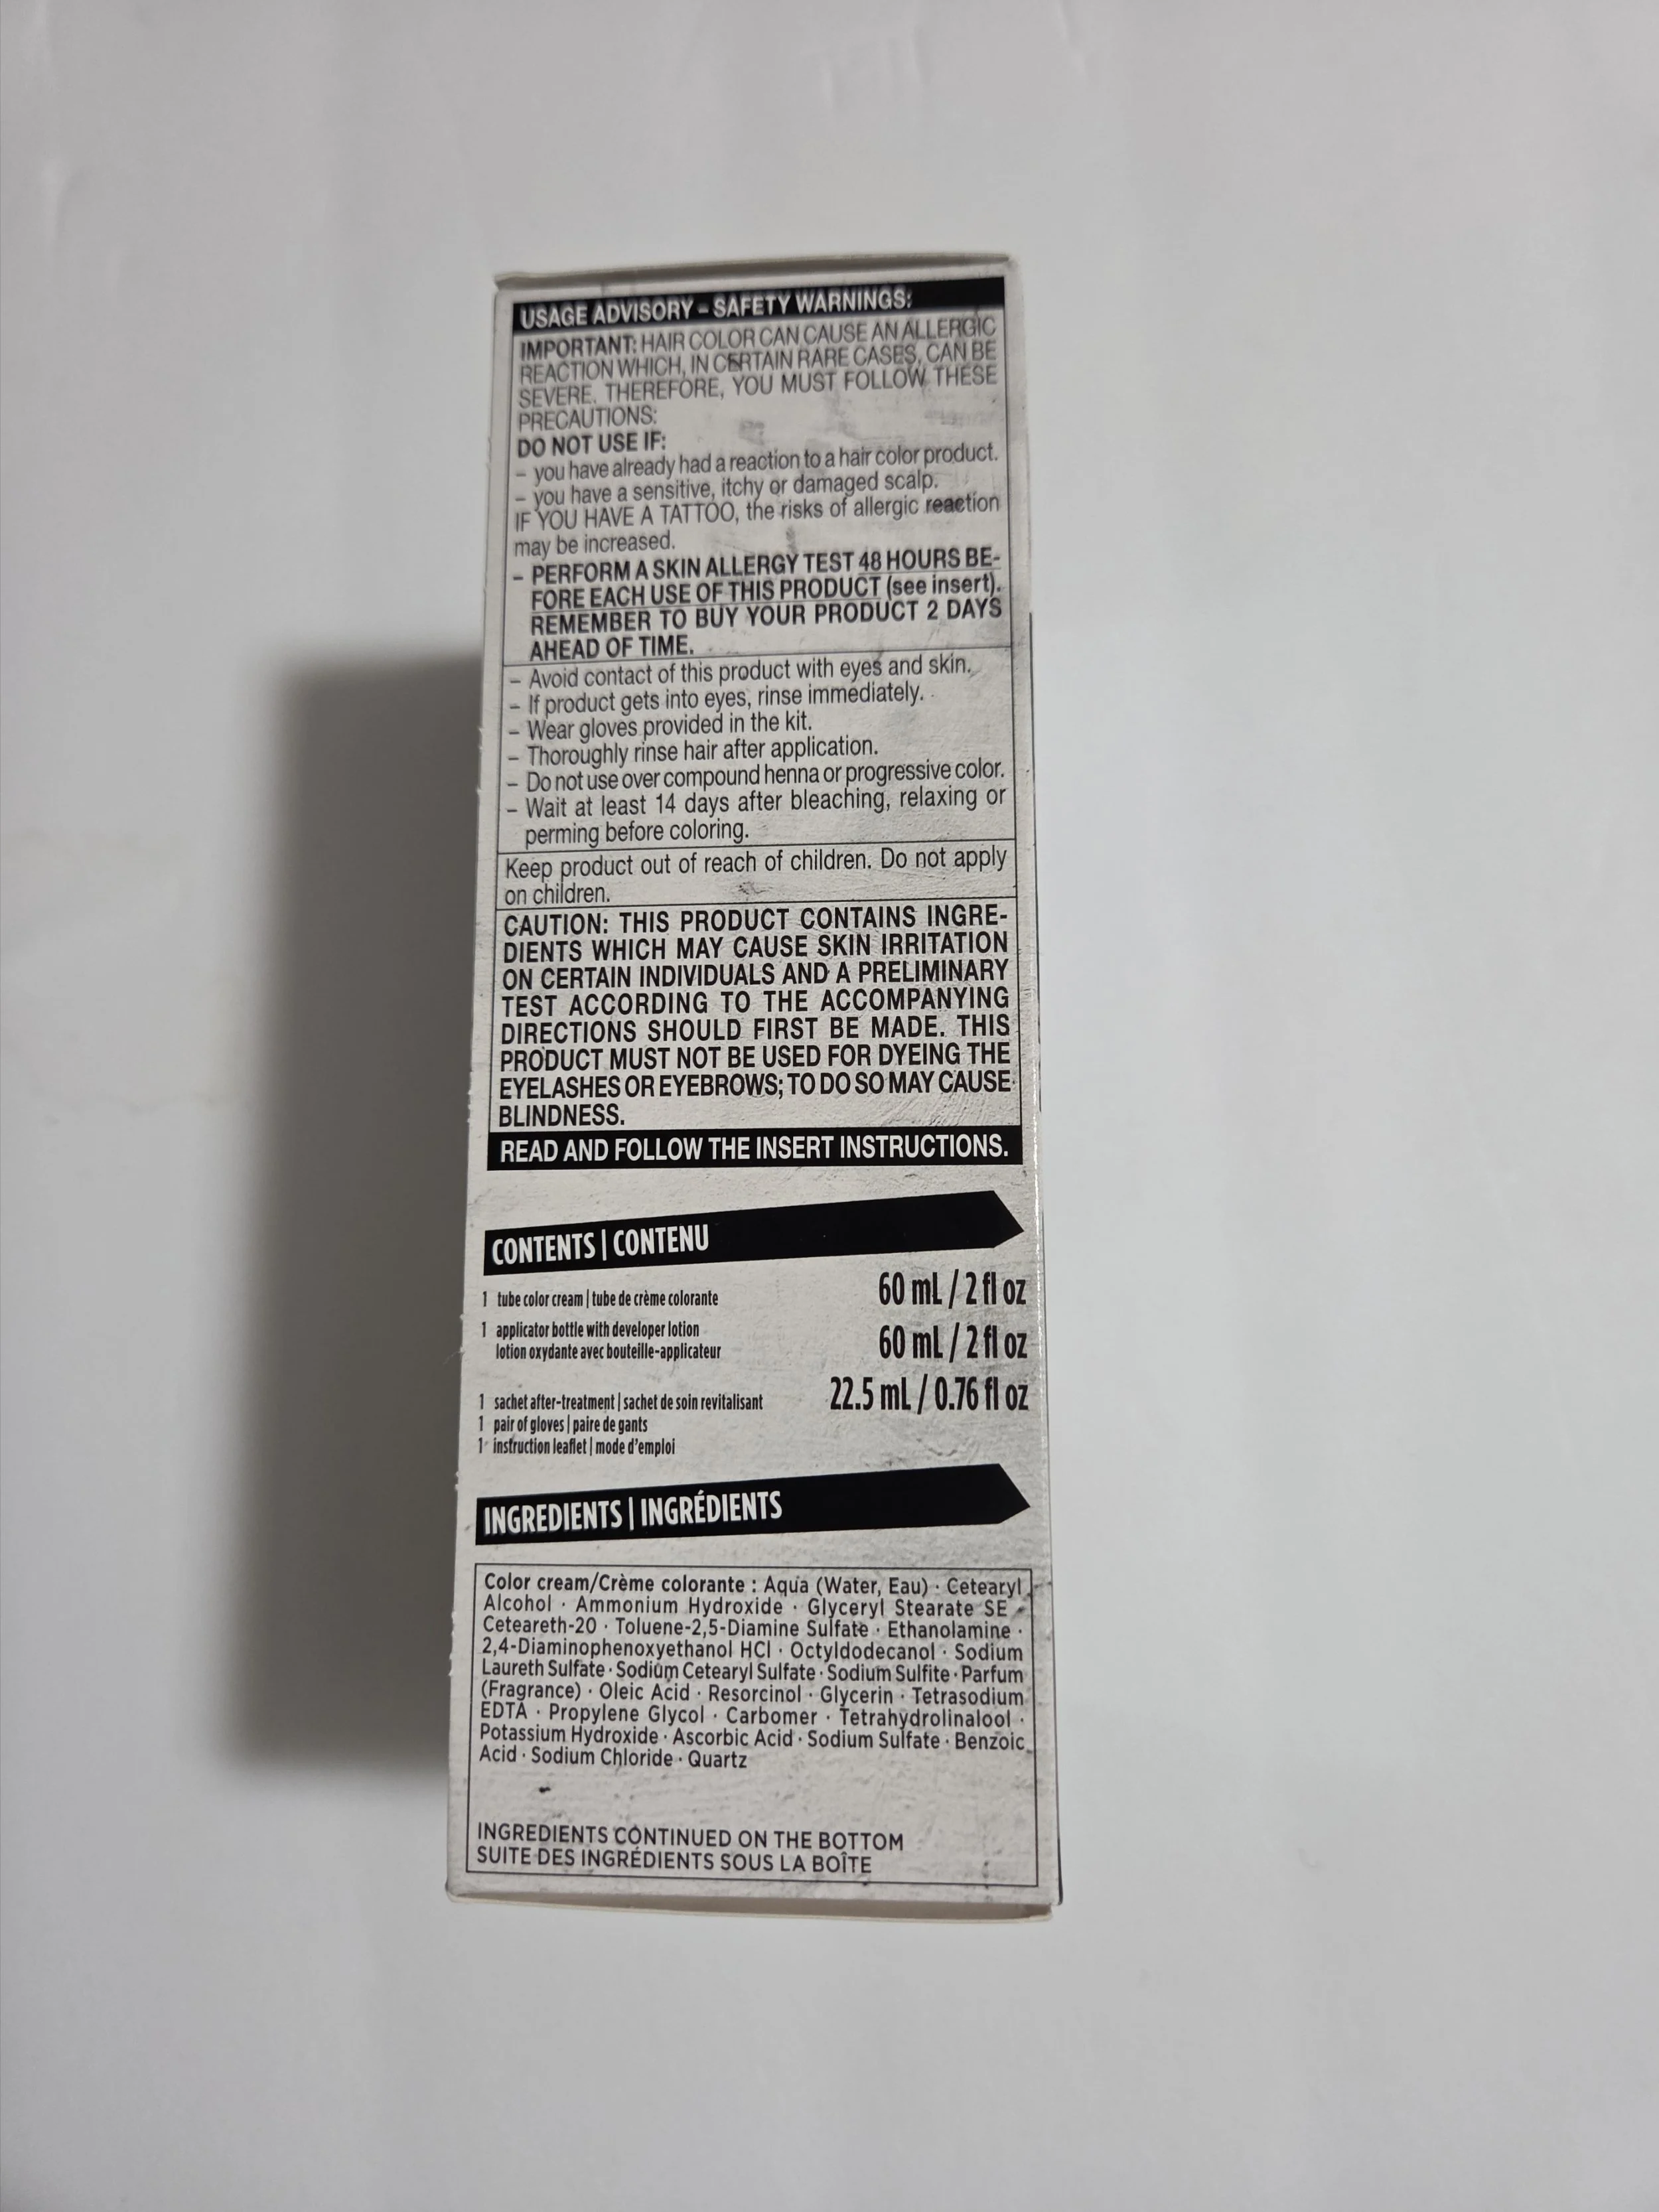 USAGE ADVISORY – SAFETY WARNINGS:
IMPORTANT: HAIR COLOR CAN CAUSE AN ALLERGIC
REACTION WHICH, IN CERTAIN RARE CASES, CAN BE
SEVERE. THEREFORE, YOU MUST FOLLOW THESE
PRECAUTIONS:
DO NOT USE IF:
– you have already had a reaction to a hair color product.
– you have a sensitive, itchy or damaged scalp.
IF YOU HAVE A TATTOO, the risks of allergic reaction
may be increased.
– PERFORM A SKIN ALLERGY TEST 48 HOURS BE-
FORE EACH USE OF THIS PRODUCT (see insert).
REMEMBER TO BUY YOUR PRODUCT 2 DAYS
AHEAD OF TIME.
– Avoid contact of this product with eyes and skin.
– If product gets into eyes, rinse immediately.
– Wear gloves provided in the kit.
– Thoroughly rinse hair after application.
– Do not use over compound henna or progressive color.
– Wait at least 14 days after bleaching, relaxing or
perming before coloring.
Keep product out of reach of children. Do not apply
on children.
CAUTION: THIS PRODUCT CONTAINS INGRE-
DIENTS WHICH MAY CAUSE SKIN IRRITATION
ON CERTAIN INDIVIDUALS AND A PRELIMINARY
TEST ACCORDING TO THE ACCOMPANYING
DIRECTIONS SHOULD FIRST BE MADE. THIS
PRODUCT MUST NOT BE USED FOR DYEING THE
EYELASHES OR EYEBROWS; TO DO SO MAY CAUSE
BLINDNESS.
READ AND FOLLOW THE INSERT INSTRUCTIONS.
CONTENTS | CONTENU
1 tube color cream | tube de crème colorante 60 mL / 2 fl oz
1 applicator bottle with developer lotion
lotion oxydante avec bouteille-applicateur 60 mL / 2 fl oz
1 sachet after-treatment | sachet de soin revitalisant 22.5 mL / 0.76 fl oz
1 pair of gloves | paire de gants
1 instruction leaflet | mode d'emploi
INGREDIENTS | INGRÉDIENTS
Color cream/Crème colorante : Aqua (Water, Eau) · Cetearyl
Alcohol · Ammonium Hydroxide · Glyceryl Stearate SE ·
Ceteareth-20 · Toluene-2,5-Diamine Sulfate · Ethanolamine ·
2,4-Diaminophenoxyethanol HCl · Octyldodecanol · Sodium
Laureth Sulfate · Sodium Cetearyl Sulfate · Sodium Sulfite · Parfum
(Fragrance) · Oleic Acid · Resorcinol · Glycerin · Tetrasodium
EDTA · Propylene Glycol · Carbomer · Tetrahydrolinalool ·
Potassium Hydroxide · Ascorbic Acid · Sodium Sulfate · Benzoic
Acid · Sodium Chloride · Quartz
INGREDIENTS CONTINUED ON THE BOTTOM
SUITE DES INGRÉDIENTS SOUS LA BOÎTE